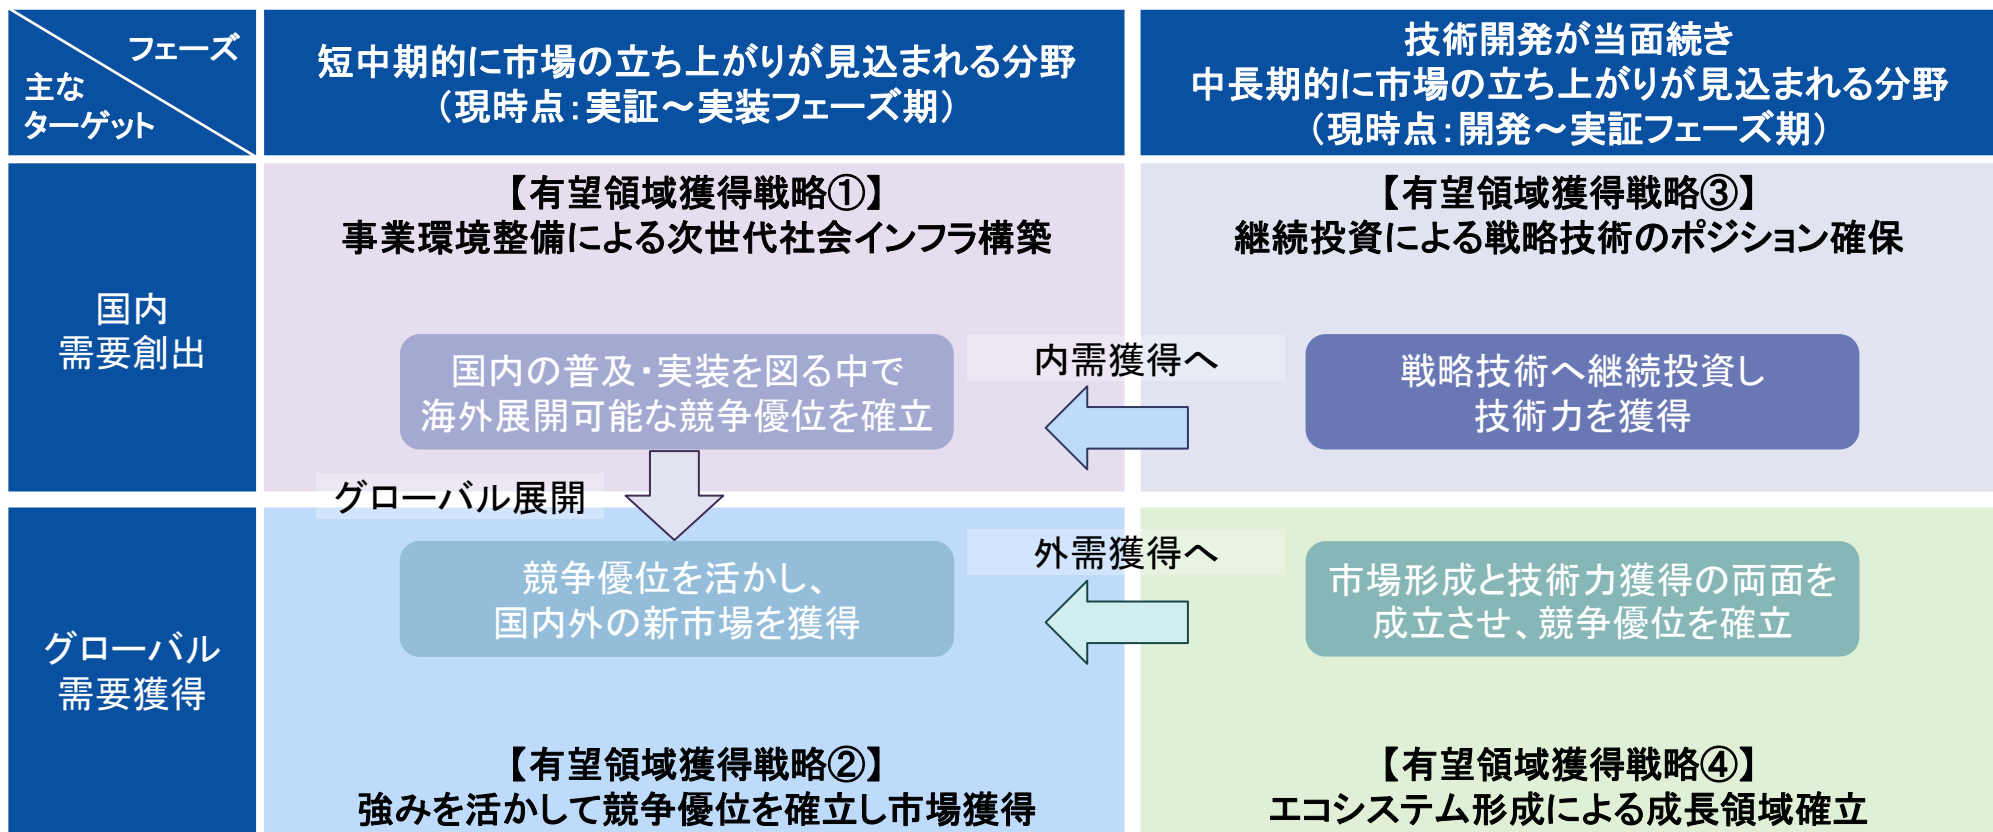 フェーズ
主な
ターゲット
短中期的に市場の立ち上がりが見込まれる分野
（現時点：実証～実装フェーズ期）
技術開発が当面続き
中長期的に市場の立ち上がりが見込まれる分野
（現時点：開発～実証フェーズ期）
国内
需要創出
【有望領域獲得戦略①】
事業環境整備による次世代社会インフラ構築
国内の普及・実装を図る中で
海外展開可能な競争優位を確立
内需獲得へ
【有望領域獲得戦略③】
継続投資による戦略技術のポジション確保
戦略技術へ継続投資し
技術力を獲得
グローバル展開
グローバル
需要獲得
競争優位を活かし、
国内外の新市場を獲得
【有望領域獲得戦略②】
強みを活かして競争優位を確立し市場獲得
外需獲得へ
市場形成と技術力獲得の両面を
成立させ、競争優位を確立
【有望領域獲得戦略④】
エコシステム形成による成長領域確立